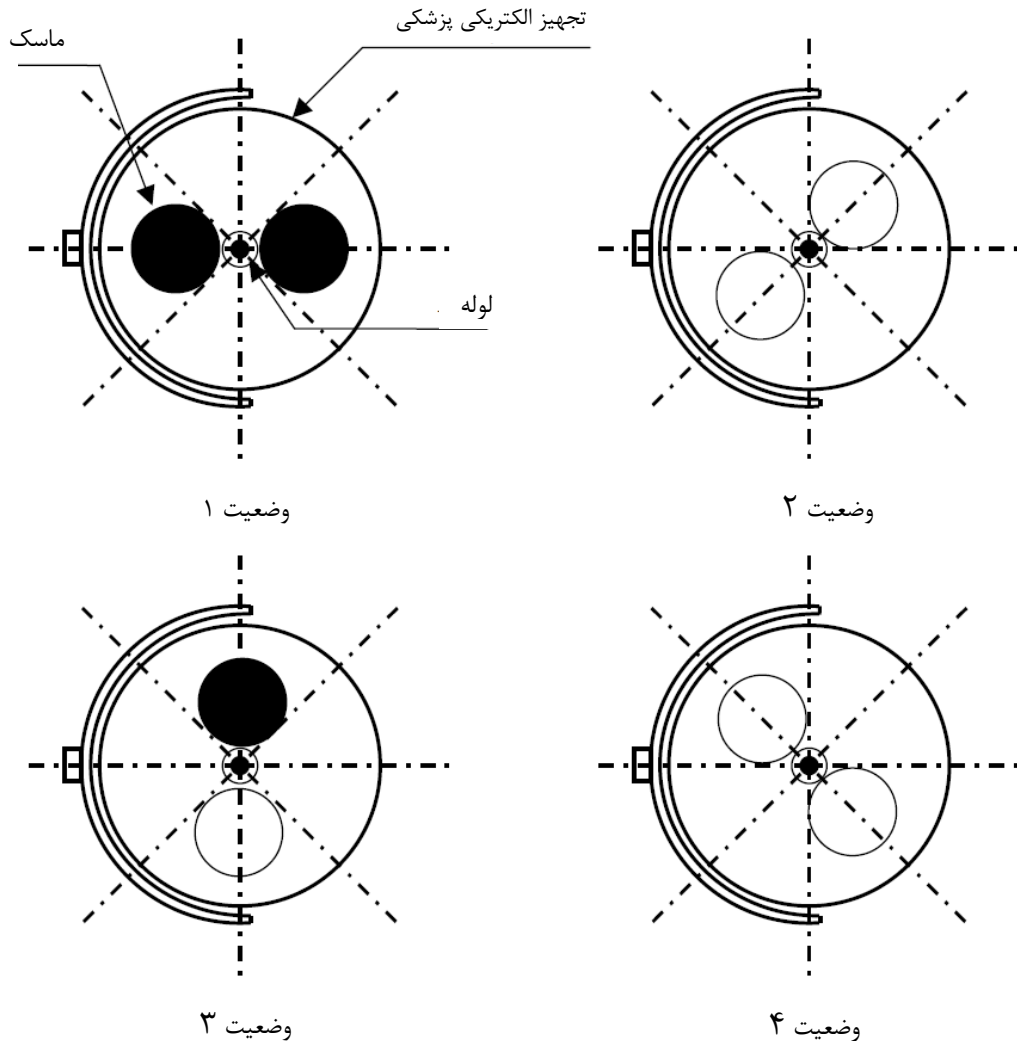 تجهیز الکتریکی پزشکی
ماسک
لوله
وضعیت ۱
وضعیت ۲
وضعیت ۳
وضعیت ۴